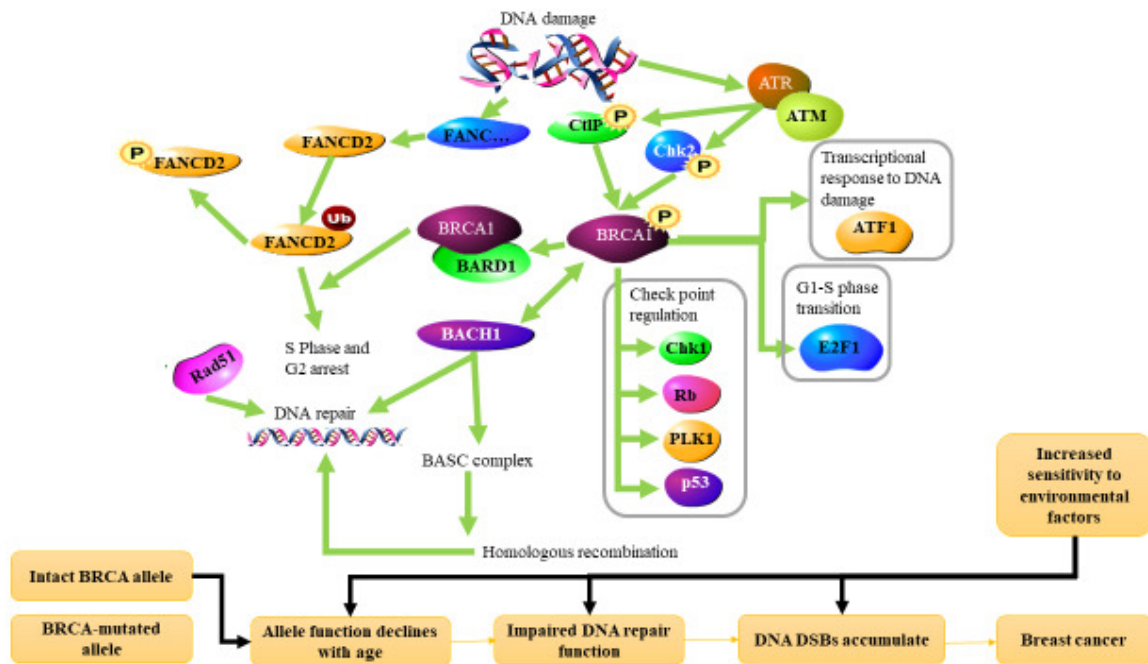 DNA damage
ATR
ATM
CtIP
P
FANC...
FANCD2
P
FANCD2
Chk2
P
Transcriptional
response to DNA
damage
ATF1
Ub
FANCD2
BRCA1
BARD1
BRCA1
P
G1-S phase
transition
E2F1
Check point
regulation
Chk1
Rb
PLK1
p53
BACH1
S Phase and
G2 arrest
Rad51
DNA repair
BASC complex
Homologous recombination
Increased
sensitivity to
environmental
factors
Intact BRCA allele
BRCA-mutated
allele
Allele function declines
with age
Impaired DNA repair
function
DNA DSBs accumulate
Breast cancer